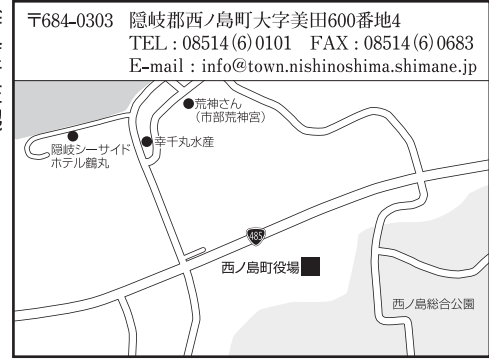 〒684-0303 隠岐郡西ノ島町大字美田600番地4
TEL：08514(6)0101 FAX：08514(6)0683
E-mail：info@town.nishinoshima.shimane.jp
荒神さん
（市部荒神宮）
幸千丸水産
隠岐シーサイド
ホテル鶴丸
485
西ノ島町役場
西ノ島総合公園